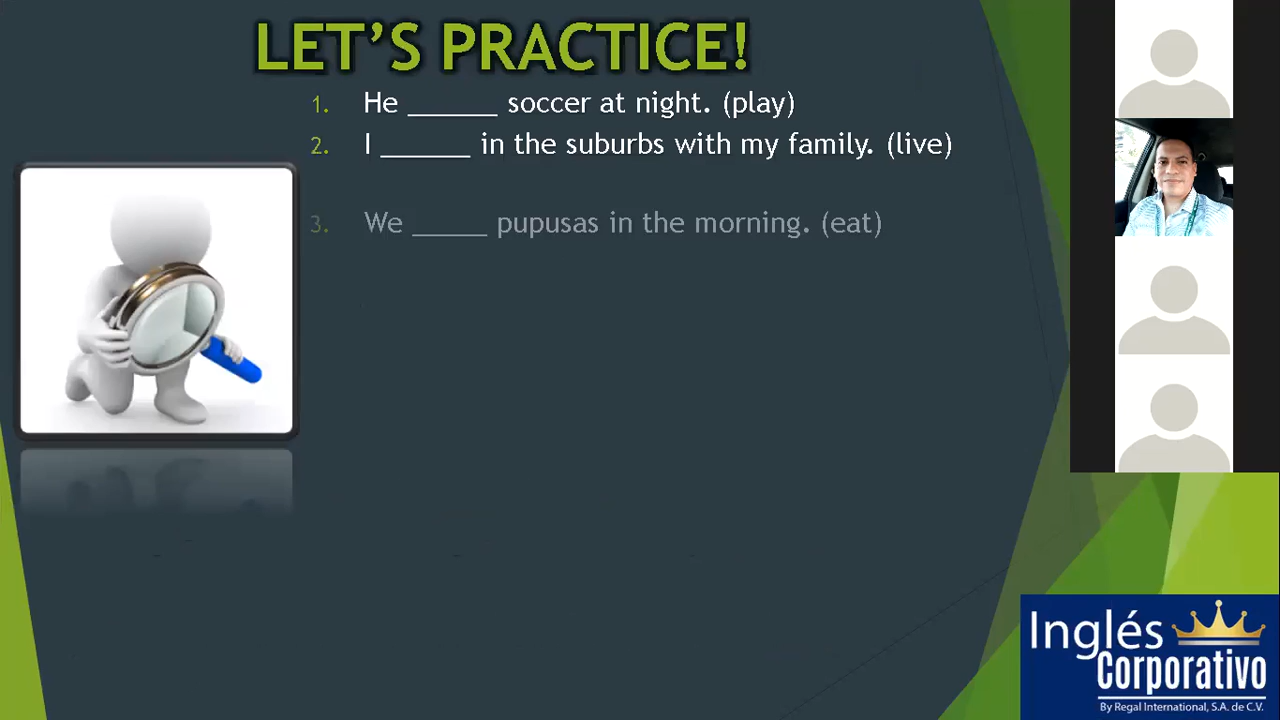 LET'S PRACTICE!
1. He ______ soccer at night. (play)
2. I ______ in the suburbs with my family. (live)
3. We _____ pupusas in the morning. (eat)
Inglés
Corporativo
By Regal International, S.A. de C.V.